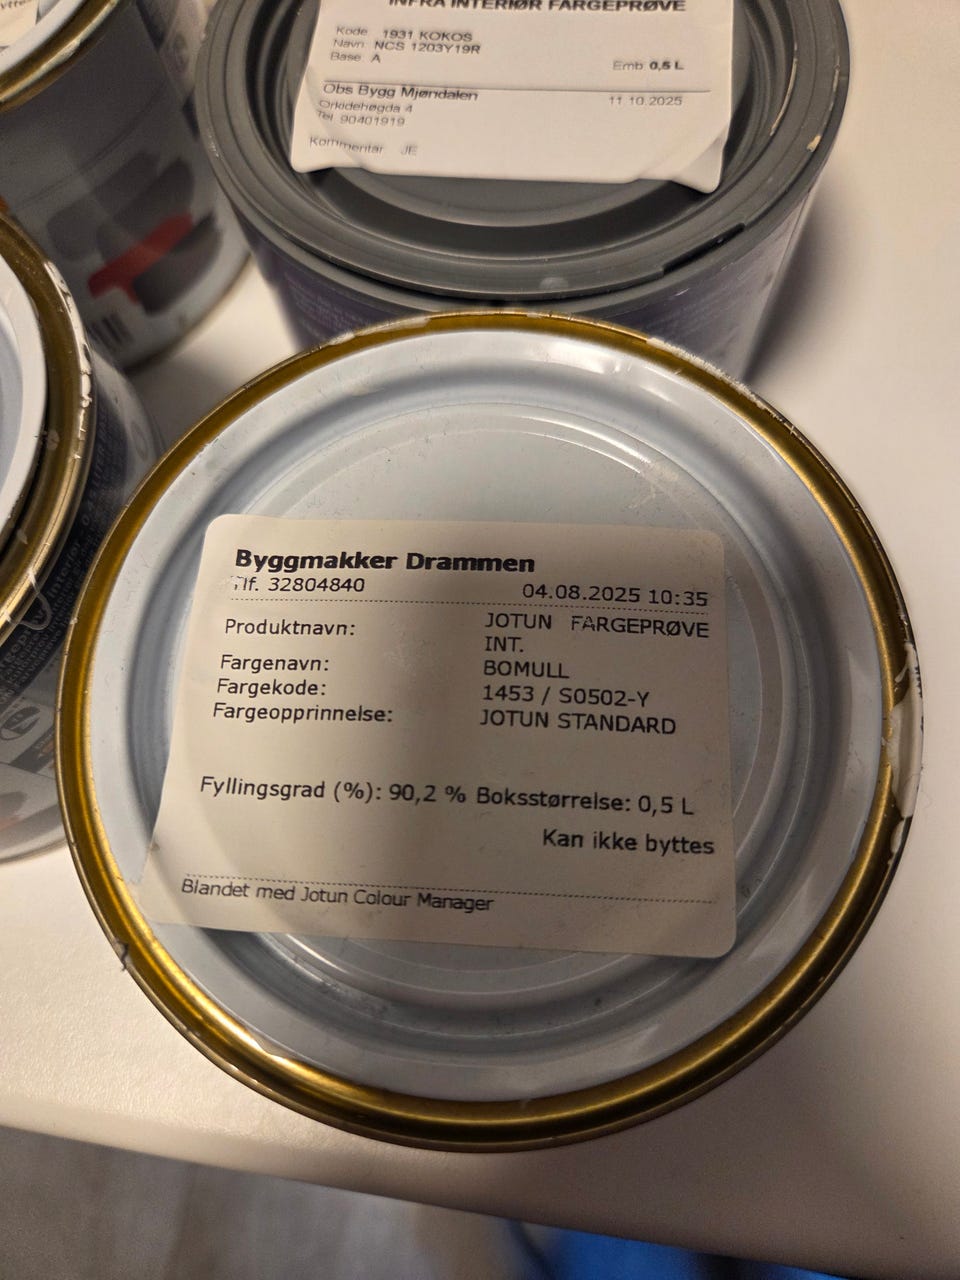 INFRA INTERIØR FARGEPRØVE
Kode 1931 KOKOS
Navn NCS 1203Y19R
Base A
Emb 0,5 L
Obs Bygg Mjøndalen 11.10.2025
Orkidehøgda 4
Tel 90401919
Kommentar JE
Byggmakker Drammen
Tlf. 32804840 04.08.2025 10:35
Produktnavn: JOTUN FARGEPRØVE
INT.
Fargenavn: BOMULL
Fargekode: 1453 / S0502-Y
Fargeopprinnelse: JOTUN STANDARD
Fyllingsgrad (%): 90,2 % Boksstørrelse: 0,5 L
Kan ikke byttes
Blandet med Jotun Colour Manager